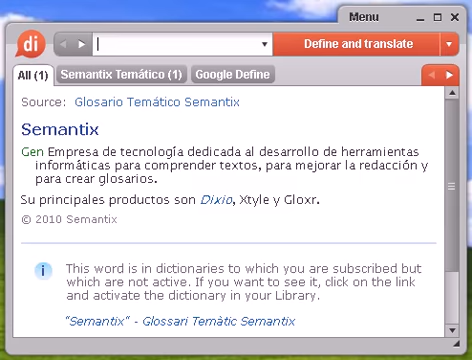 Menu
di
Define and translate
All (1) Semantix Temático (1) Google Define
Source: Glosario Temático Semantix
Semantix
Gen Empresa de tecnología dedicada al desarrollo de herramientas
informáticas para comprender textos, para mejorar la redacción y
para crear glosarios.
Su principales productos son Dixio, Xtyle y Gloxr.
© 2010 Semantix
i
This word is in dictionaries to which you are subscribed but
which are not active. If you want to see it, click on the link
and activate the dictionary in your Library.
"Semantix" - Glossari Temàtic Semantix